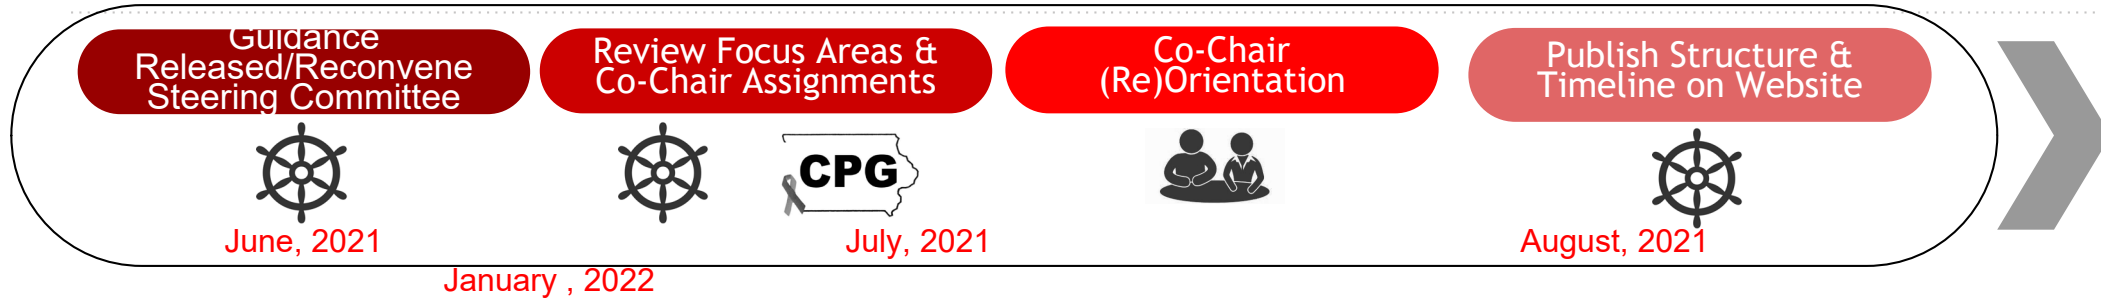 Guidance
Released/Reconvene
Steering Committee
Review Focus Areas &
Co-Chair Assignments
Co-Chair
(Re)Orientation
Publish Structure &
Timeline on Website
CPG
June, 2021
July, 2021
August, 2021
January , 2022